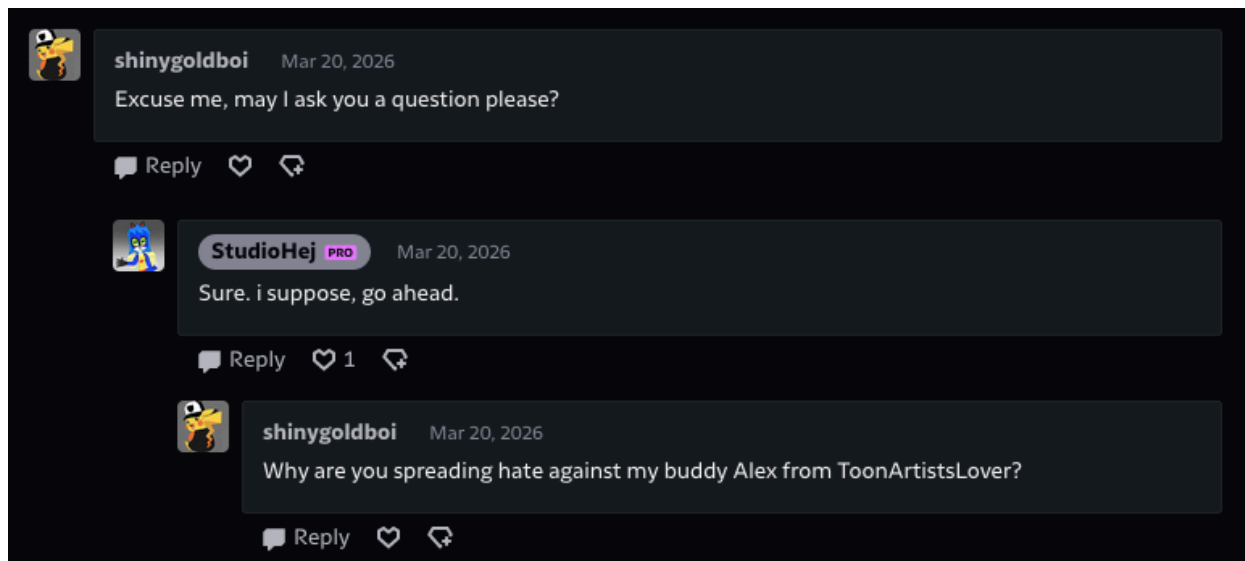 shinygoldboi Mar 20, 2026
Excuse me, may I ask you a question please?
Reply
StudioHej PRO Mar 20, 2026
Sure. i suppose, go ahead.
Reply 1
shinygoldboi Mar 20, 2026
Why are you spreading hate against my buddy Alex from ToonArtistsLover?
Reply